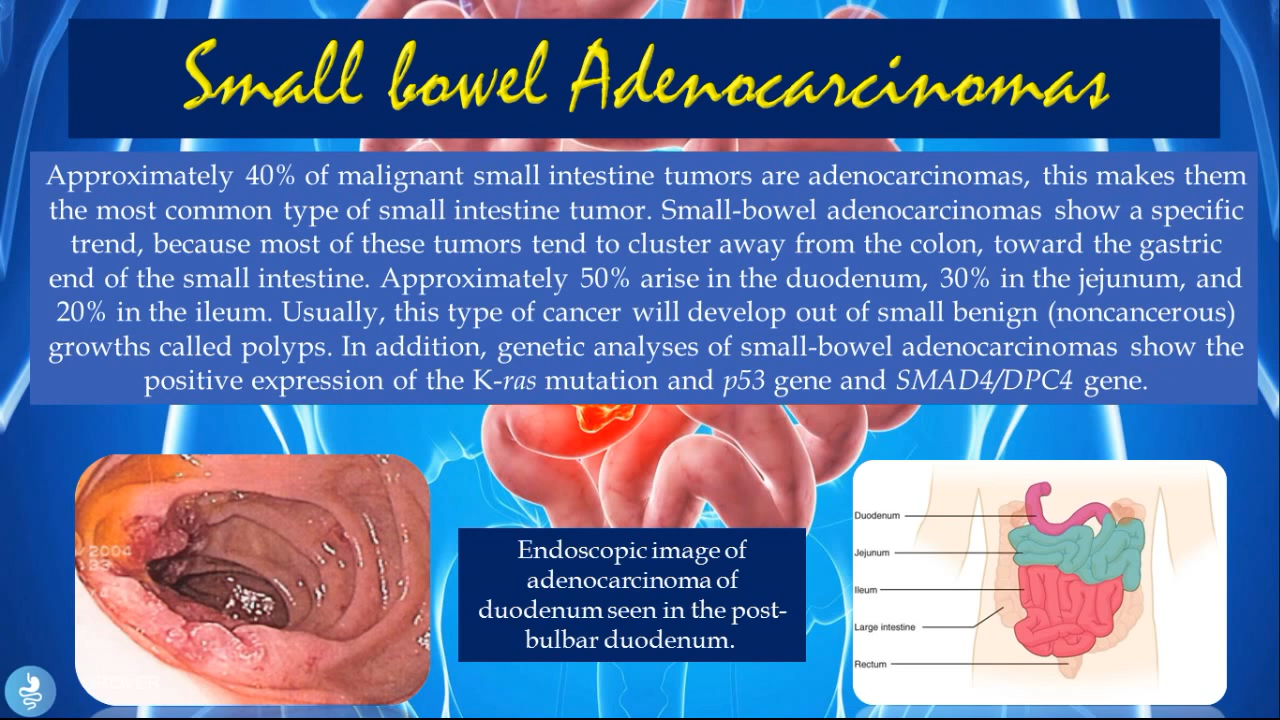 Small bowel Adenocarcinomas
Approximately 40% of malignant small intestine tumors are adenocarcinomas, this makes them
the most common type of small intestine tumor. Small-bowel adenocarcinomas show a specific
trend, because most of these tumors tend to cluster away from the colon, toward the gastric
end of the small intestine. Approximately 50% arise in the duodenum, 30% in the jejunum, and
20% in the ileum. Usually, this type of cancer will develop out of small benign (noncancerous)
growths called polyps. In addition, genetic analyses of small-bowel adenocarcinomas show the
positive expression of the K-ras mutation and p53 gene and SMAD4/DPC4 gene.
2004
33
Endoscopic image of
adenocarcinoma of
duodenum seen in the post-
bulbar duodenum.
Duodenum
Jejunum
Ileum
Large intestine
Rectum